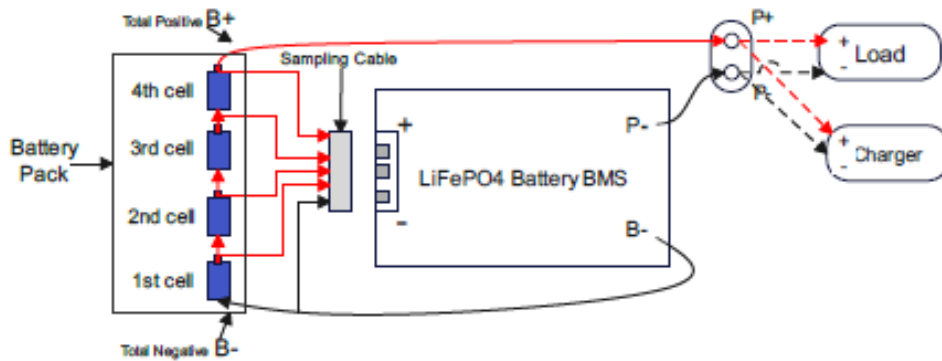 Total Positive B+
P+
+
-
Load
Sampling Cable
4th cell
3rd cell
2nd cell
1st cell
Battery
Pack
+
-
P-
LiFePO4 Battery BMS
B-
P-
+
-
Charger
Total Negative B-